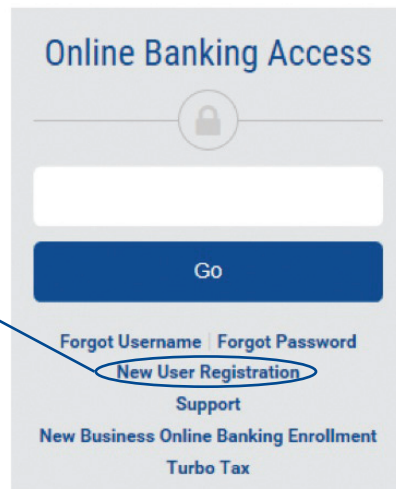 Online Banking Access
Go
Forgot Username | Forgot Password
New User Registration
Support
New Business Online Banking Enrollment
Turbo Tax